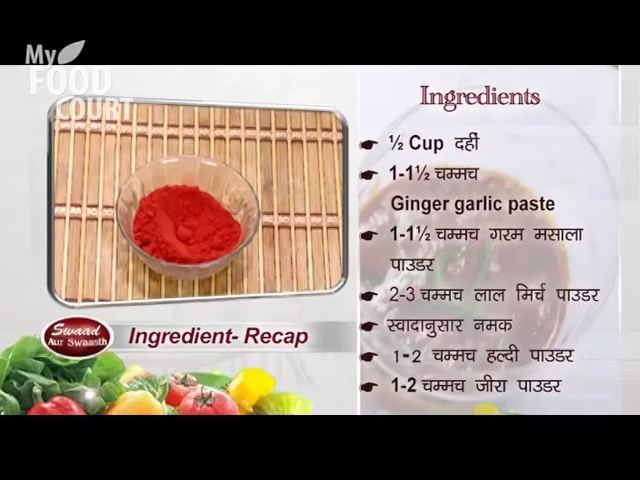 My
FOOD
COURT
Ingredients
½ Cup दहीं
1-1½ चम्मच
Ginger garlic paste
1-1½ चम्मच गरम मसाला
पाउडर
2-3 चम्मच लाल मिर्च पाउडर
स्वादानुसार नमक
1-2 चम्मच हल्दी पाउडर
1-2 चम्मच जीरा पाउडर
Swaad
Aur Swaasth
Ingredient- Recap